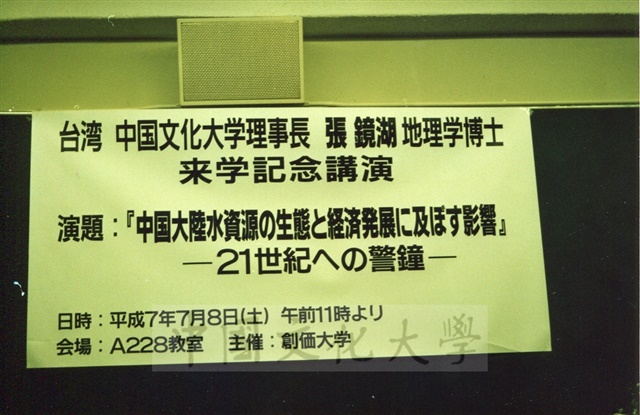 台湾 中国文化大学理事長 張 鏡湖 地理学博士
来学記念講演
演題：『中国大陸水資源の生態と経済発展に及ぼす影響』
―21世紀への警鐘―
日時：平成7年7月8日(土) 午前11時より
会場：A228教室 主催：創価大学
中國文化大學